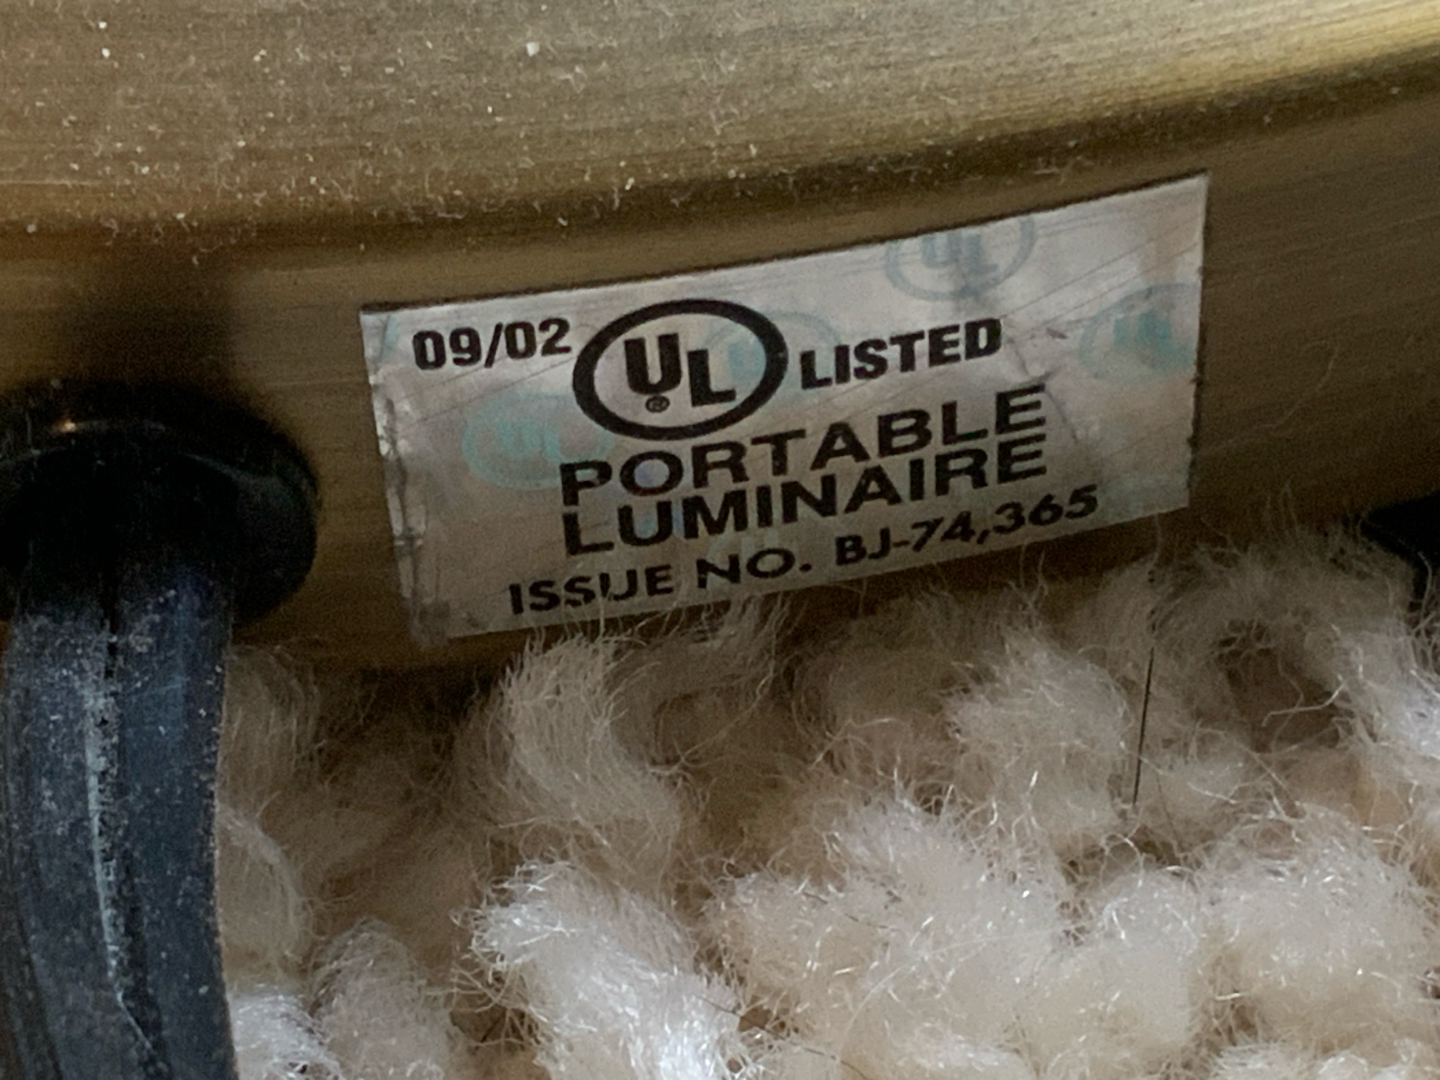 09/02 UL® LISTED
PORTABLE
LUMINAIRE
ISSUE NO. BJ-74,365